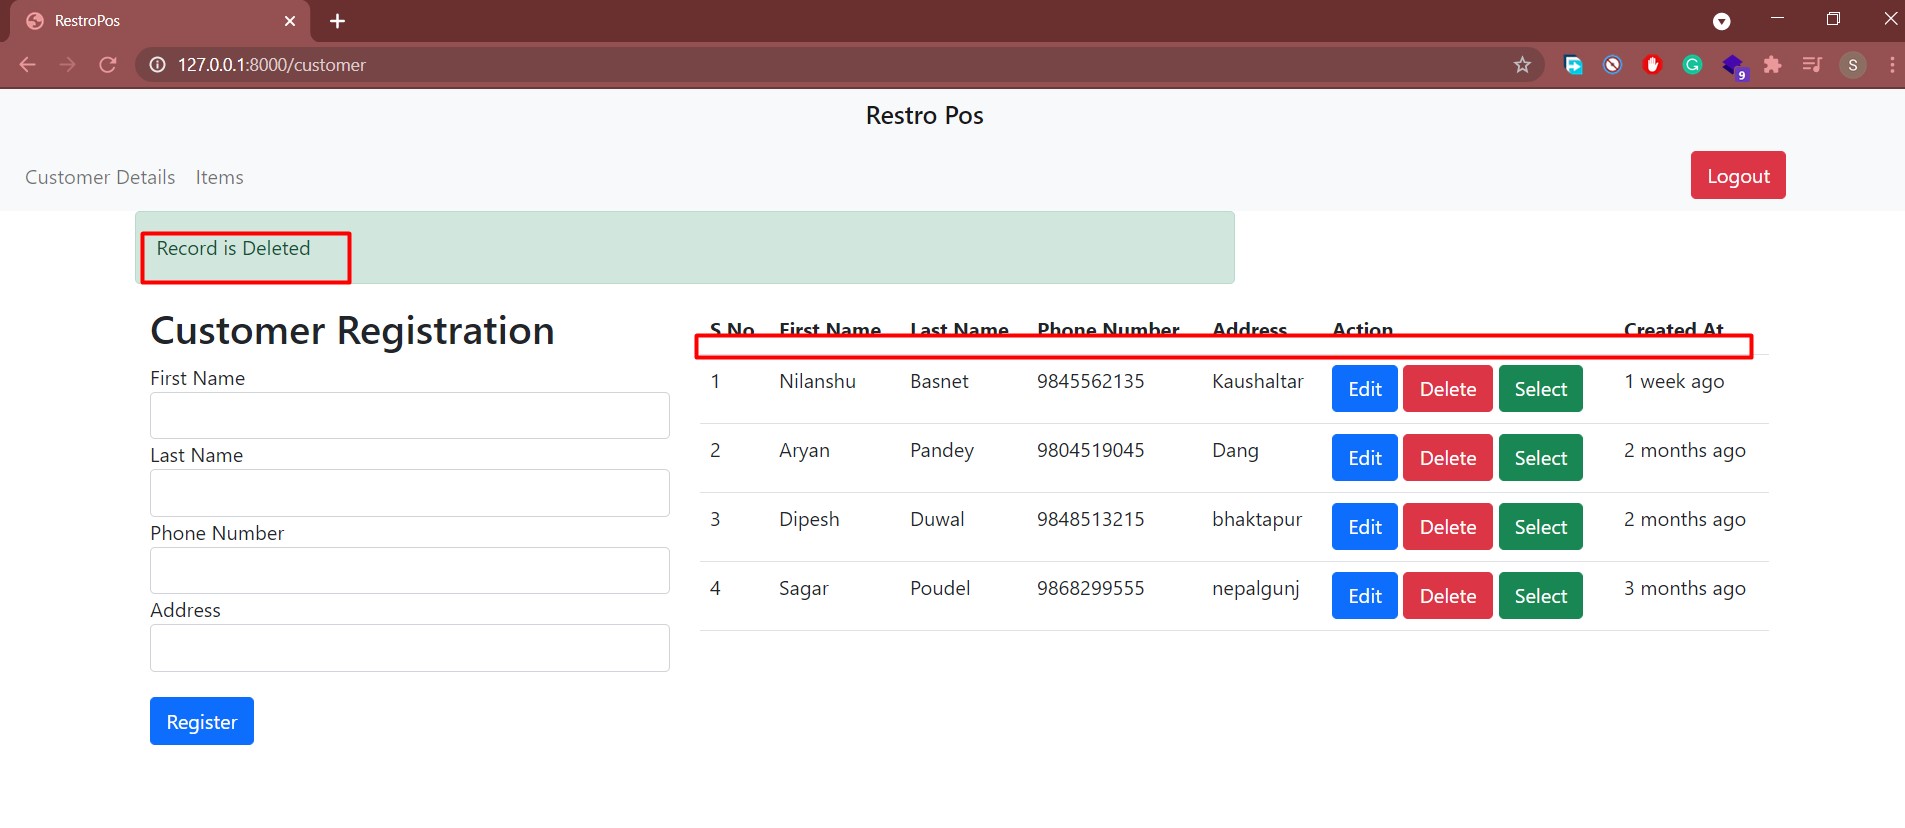 RestroPos
127.0.0.1:8000/customer
9
S
Restro Pos
Customer Details Items
Logout
Record is Deleted
Customer Registration
First Name
Last Name
Phone Number
Address
Register
S.No First Name Last Name Phone Number Address Action Created At
1 Nilanshu Basnet 9845562135 Kaushaltar Edit Delete Select 1 week ago
2 Aryan Pandey 9804519045 Dang Edit Delete Select 2 months ago
3 Dipesh Duwal 9848513215 bhaktapur Edit Delete Select 2 months ago
4 Sagar Poudel 9868299555 nepalgunj Edit Delete Select 3 months ago